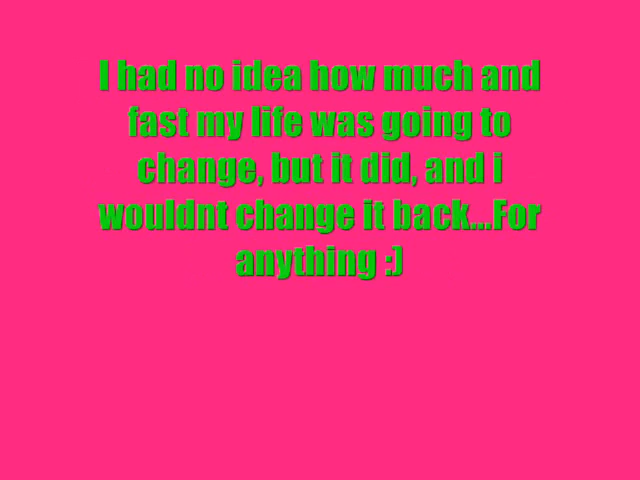 I had no idea how much and
fast my life was going to
change, but it did, and i
wouldnt change it back...For
anything :)